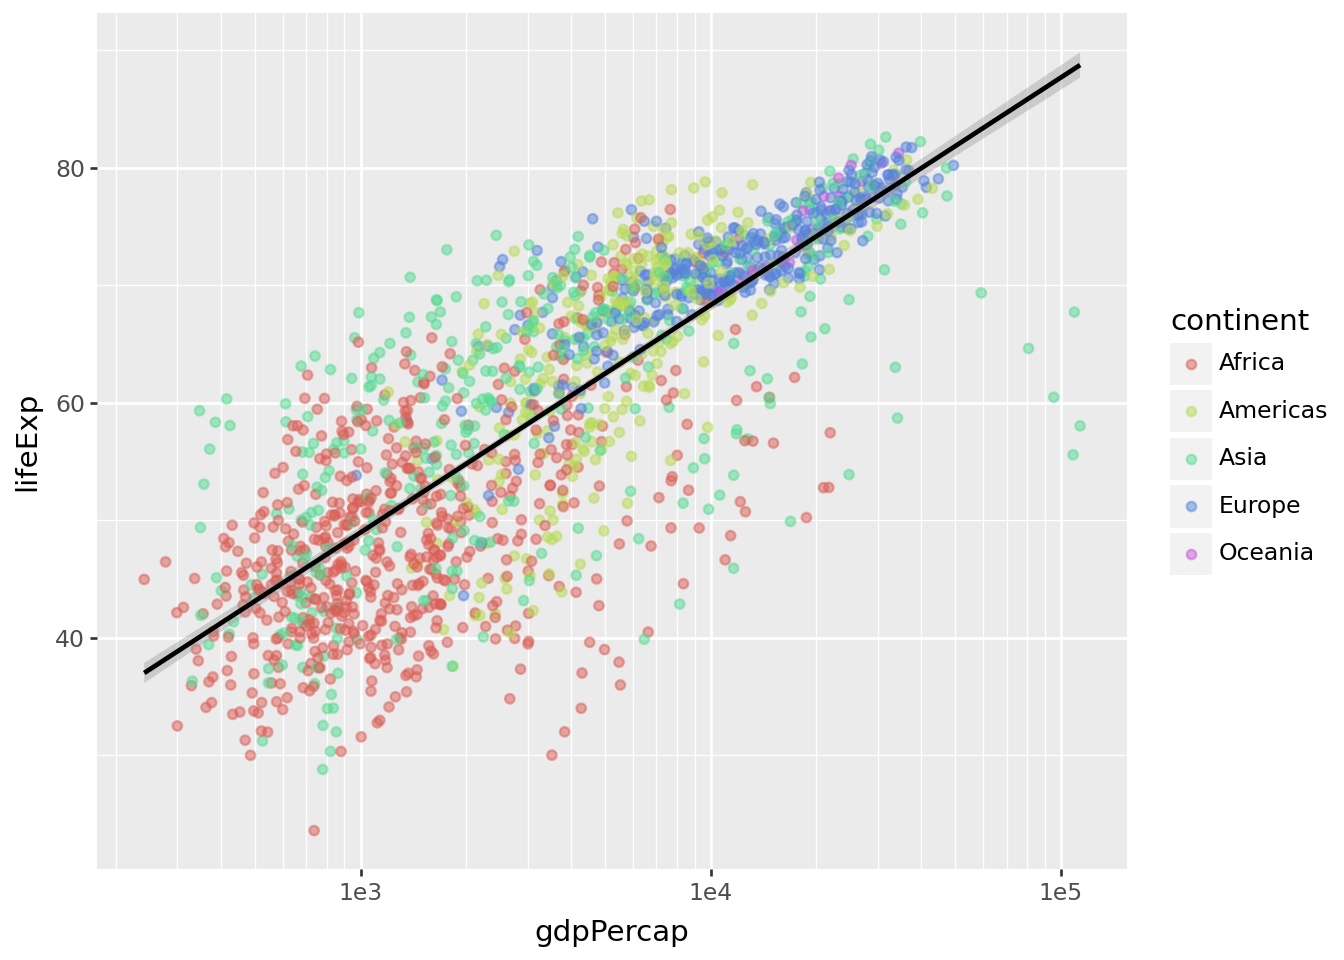 80
60
40
lifeExp
1e3
1e4
1e5
gdpPercap
continent
Africa
Americas
Asia
Europe
Oceania